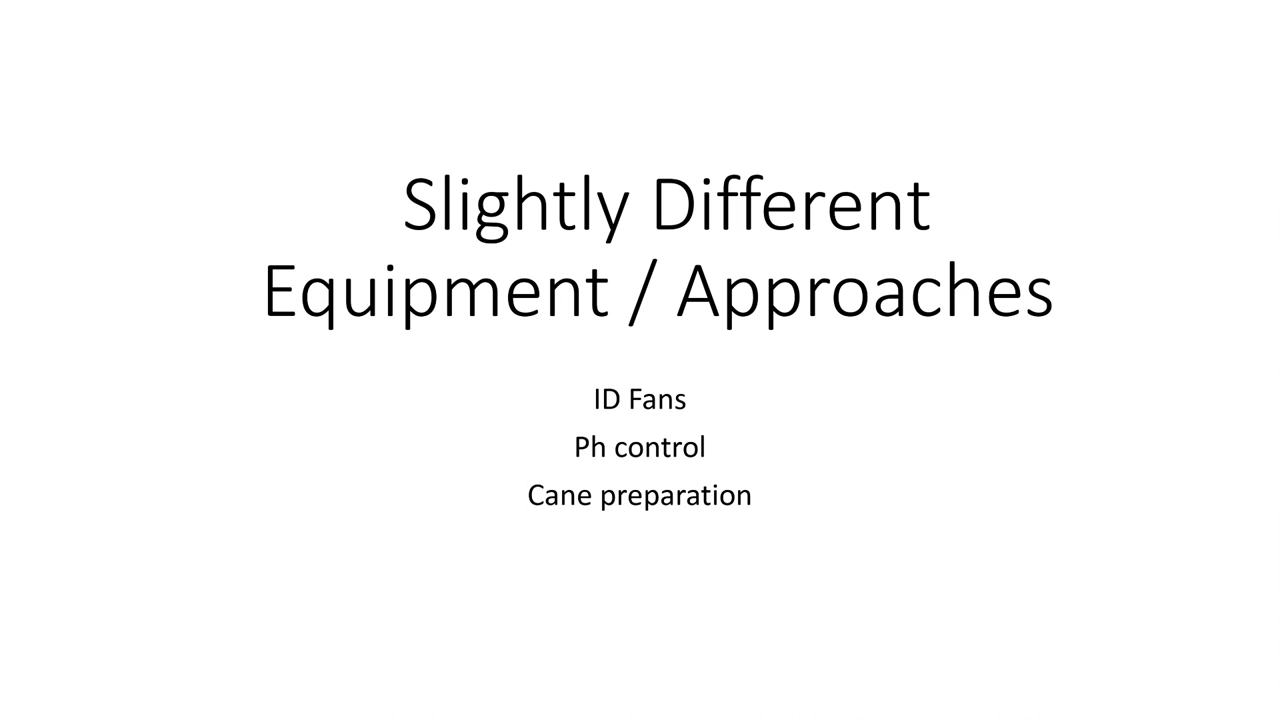 Slightly Different
Equipment / Approaches
ID Fans
Ph control
Cane preparation